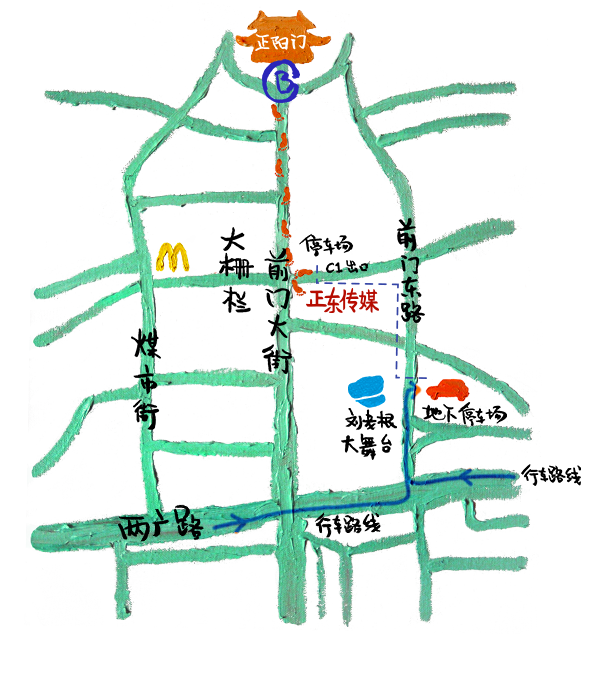 正阳门
B
停车场
C1出口
大栅栏
前门大街
前门东路
正东传媒
煤市街
刘老根
大舞台
地下停车场
行车路线
两广路
行车路线